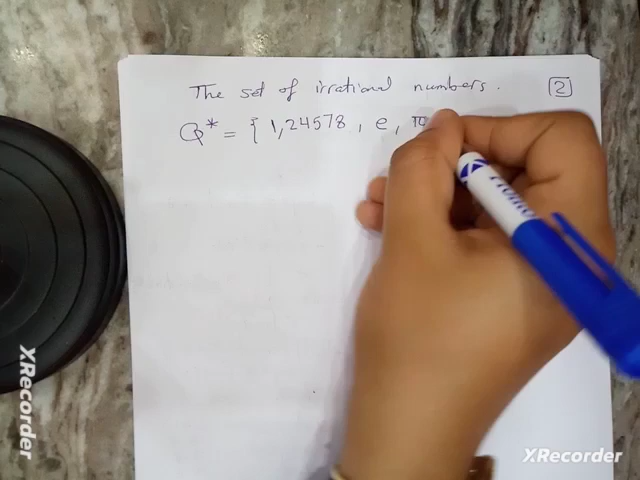 The set of irrational numbers. 2
Q* = { 1,24578 , e , π
XRecorder
XRecorder